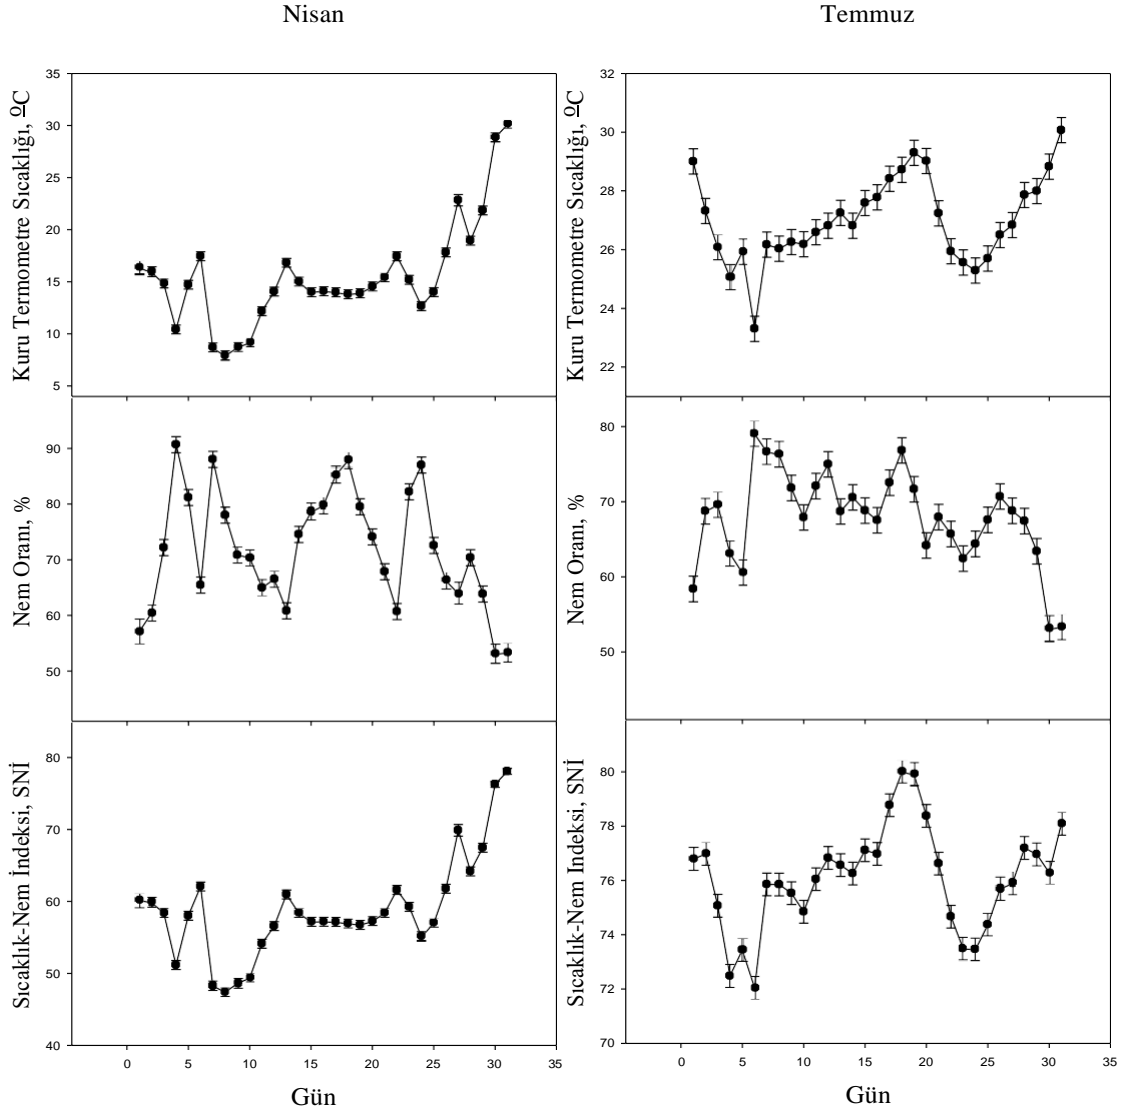 Nisan
Temmuz
Kuru Termometre Sıcaklığı, ºC
35
30
25
20
15
10
5
Kuru Termometre Sıcaklığı, ºC
32
30
28
26
24
22
Nem Oranı, %
90
80
70
60
50
Nem Oranı, %
80
70
60
50
Sıcaklık-Nem İndeksi, SNİ
80
70
60
50
40
Sıcaklık-Nem İndeksi, SNİ
80
78
76
74
72
70
0 5 10 15 20 25 30 35
0 5 10 15 20 25 30 35
Gün
Gün